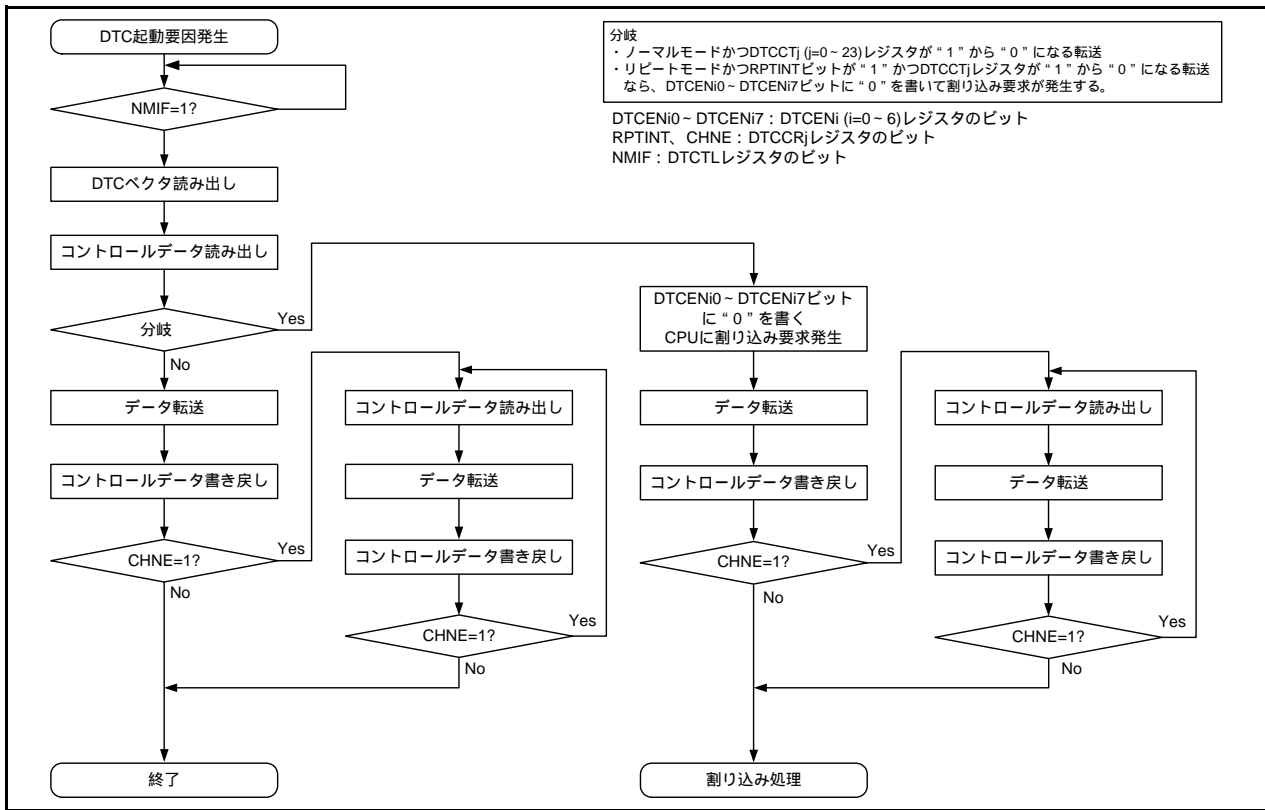 DTC起動要因発生
NMIF=1?
DTCベクタ読み出し
コントロールデータ読み出し
分岐
Yes
No
データ転送
コントロールデータ書き戻し
CHNE=1?
Yes
No
コントロールデータ読み出し
データ転送
コントロールデータ書き戻し
CHNE=1?
Yes
No
終了
分岐
・ノーマルモードかつDTCCTj (j=0~23)レジスタが“1”から“0”になる転送
・リピートモードかつRPTINTビットが“1”かつDTCCTjレジスタが“1”から“0”になる転送
なら、DTCENi0~DTCENi7ビットに“0”を書いて割り込み要求が発生する。
DTCENi0~DTCENi7:DTCENi (i=0~6)レジスタのビット
RPTINT、CHNE:DTCCRjレジスタのビット
NMIF:DTCTLレジスタのビット
DTCENi0~DTCENi7ビット
に“0”を書く
CPUに割り込み要求発生
データ転送
コントロールデータ書き戻し
CHNE=1?
Yes
No
コントロールデータ読み出し
データ転送
コントロールデータ書き戻し
CHNE=1?
Yes
No
割り込み処理